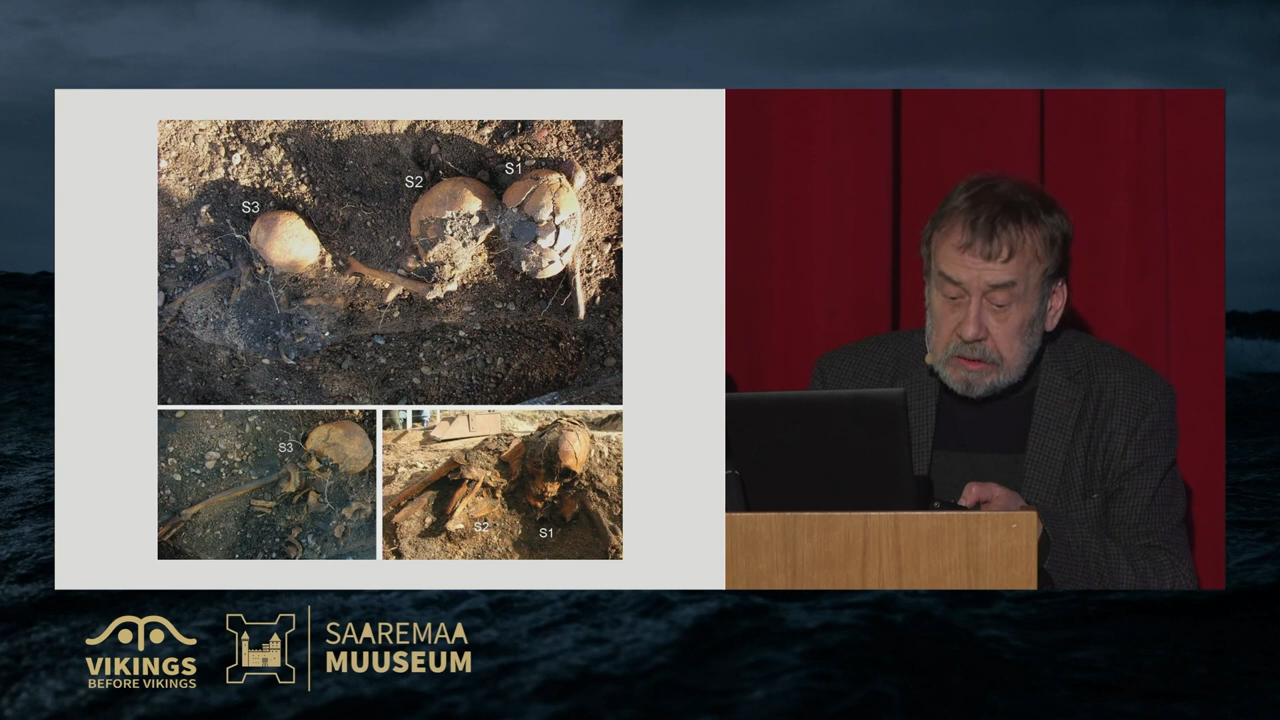 S1
S2
S3
S3
S2
S1
VIKINGS
BEFORE VIKINGS
SAAREMAA
MUUSEUM